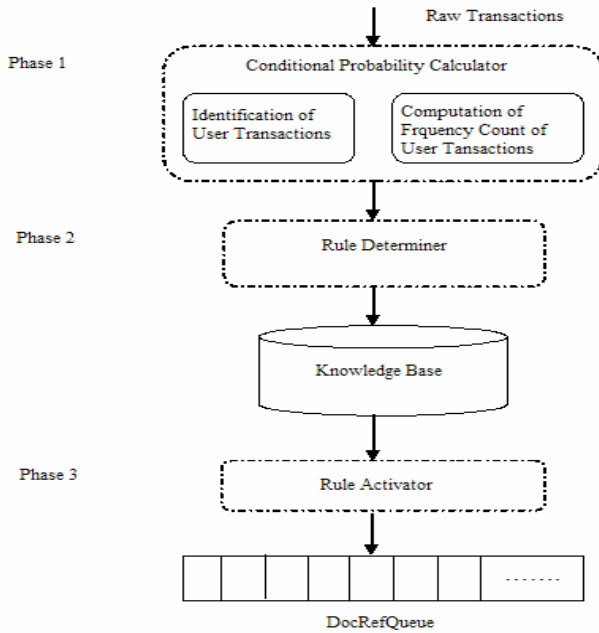 Raw Transactions
Phase 1
Conditional Probability Calculator
Identification of
User Transactions
Computation of
Frquency Count of
User Tansactions
Phase 2
Rule Determiner
Knowledge Base
Phase 3
Rule Activator
.......
DocRefQueue